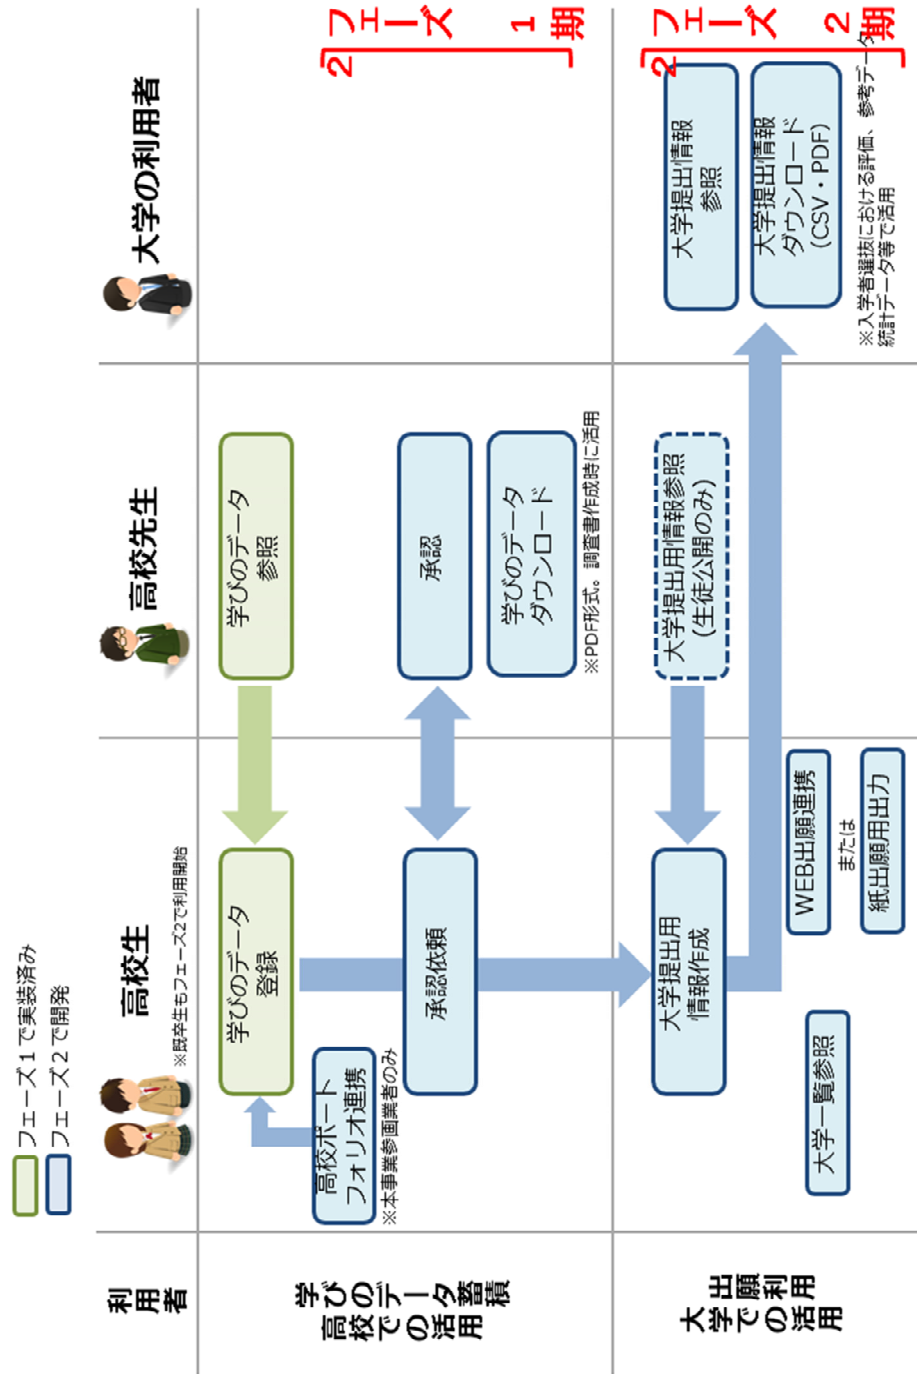 フェーズ１で実装済み
フェーズ２で開発
利
用
者
高校生
※既卒生もフェーズ2で利用開始
高校先生
大学の利用者
学びのデータ蓄積
高校での活用
学びのデータ
登録
学びのデータ
参照
高校ポート
フォリオ連携
※本事業参画業者のみ
承認依頼
承認
学びのデータ
ダウンロード
※PDF形式。調査書作成時に活用
フェーズ
2
1
期
出願利用
大学での活用
大学提出用
情報作成
大学提出用情報参照
(生徒公開のみ)
大学提出情報
参照
大学提出情報
ダウンロード
(CSV・PDF)
※入学者選抜における評価、参考データ
統計データ等で活用
大学一覧参照
WEB出願連携
または
紙出願用出力
フェーズ
2
2
期